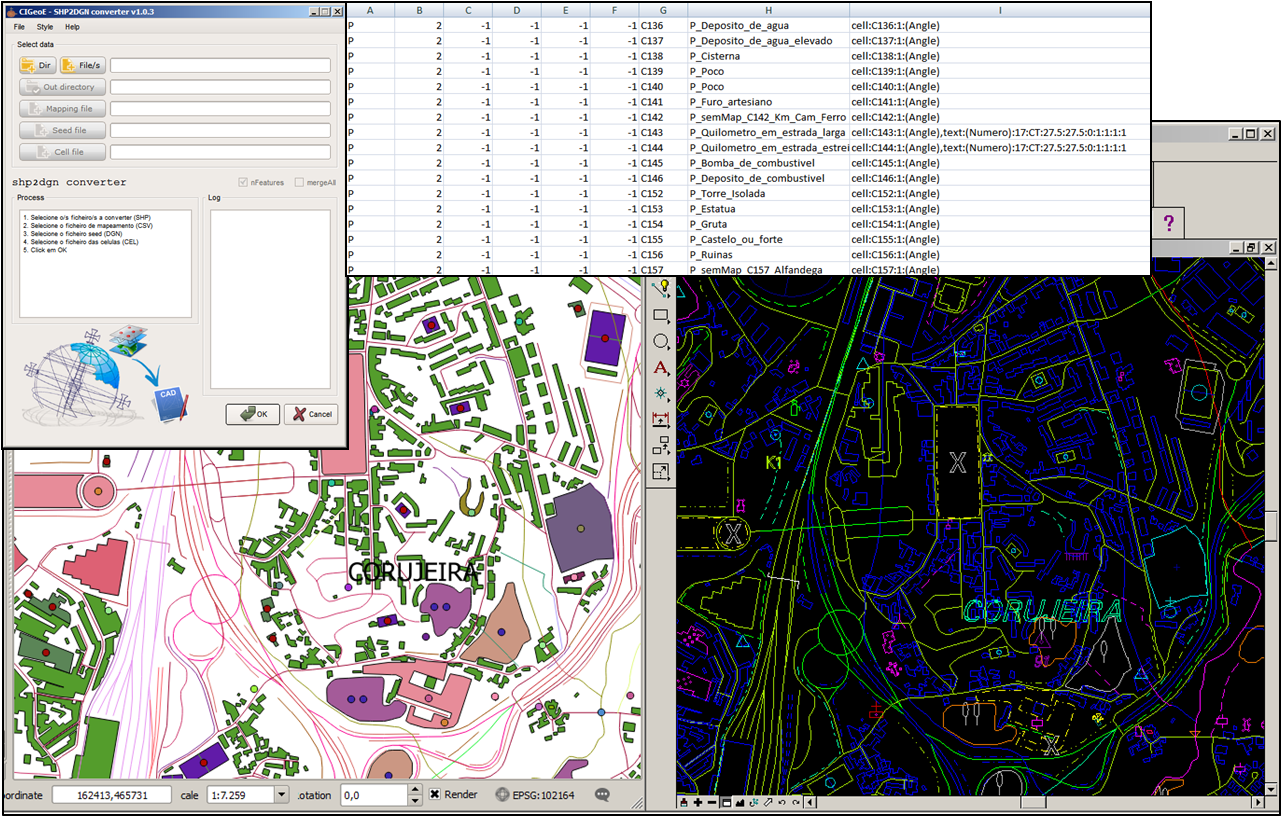 CIGeoE - SHP2DGN converter v1.0.3
File Style Help
Select data
Dir File/s
Out directory
Mapping file
Seed file
Cell file
shp2dgn converter
nFeatures mergeAll
Process
1. Selecione o/s ficheiro/s a converter (SHP)
2. Selecione o ficheiro de mapeamento (CSV)
3. Selecione o ficheiro seed (DGN)
4. Selecione o ficheiro das celulas (CEL)
5. Click em OK
Log
CAD
OK Cancel
A B C D E F G H I
P 2 -1 -1 -1 -1 C136 P_Deposito_de_agua cell:C136:1:(Angle)
P 2 -1 -1 -1 -1 C137 P_Deposito_de_agua_elevado cell:C137:1:(Angle)
P 2 -1 -1 -1 -1 C138 P_Cisterna cell:C138:1:(Angle)
P 2 -1 -1 -1 -1 C139 P_Poco cell:C139:1:(Angle)
P 2 -1 -1 -1 -1 C140 P_Poco cell:C140:1:(Angle)
P 2 -1 -1 -1 -1 C141 P_Furo_artesiano cell:C141:1:(Angle)
P 2 -1 -1 -1 -1 C142 P_semMap_C142_Km_Cam_Ferro cell:C142:1:(Angle)
P 2 -1 -1 -1 -1 C143 P_Quilometro_em_estrada_larga cell:C143:1:(Angle),text:(Numero):17:CT:27.5:27.5:0:1:1:1:1
P 2 -1 -1 -1 -1 C144 P_Quilometro_em_estrada_estrei cell:C144:1:(Angle),text:(Numero):17:CT:27.5:27.5:0:1:1:1:1
P 2 -1 -1 -1 -1 C145 P_Bomba_de_combustivel cell:C145:1:(Angle)
P 2 -1 -1 -1 -1 C146 P_Deposito_de_combustivel cell:C146:1:(Angle)
P 2 -1 -1 -1 -1 C152 P_Torre_Isolada cell:C152:1:(Angle)
P 2 -1 -1 -1 -1 C153 P_Estatua cell:C153:1:(Angle)
P 2 -1 -1 -1 -1 C154 P_Gruta cell:C154:1:(Angle)
P 2 -1 -1 -1 -1 C155 P_Castelo_ou_forte cell:C155:1:(Angle)
P 2 -1 -1 -1 -1 C156 P_Ruinas cell:C156:1:(Angle)
P 2 -1 -1 -1 -1 C157 P_semMap_C157_Alfandega cell:C157:1:(Angle)
?
A
CORUJEIRA
K1
X
X
CORUJEIRA
X
oordinate 162413,465731 cale 1:7.259 .otation 0,0 Render EPSG:102164